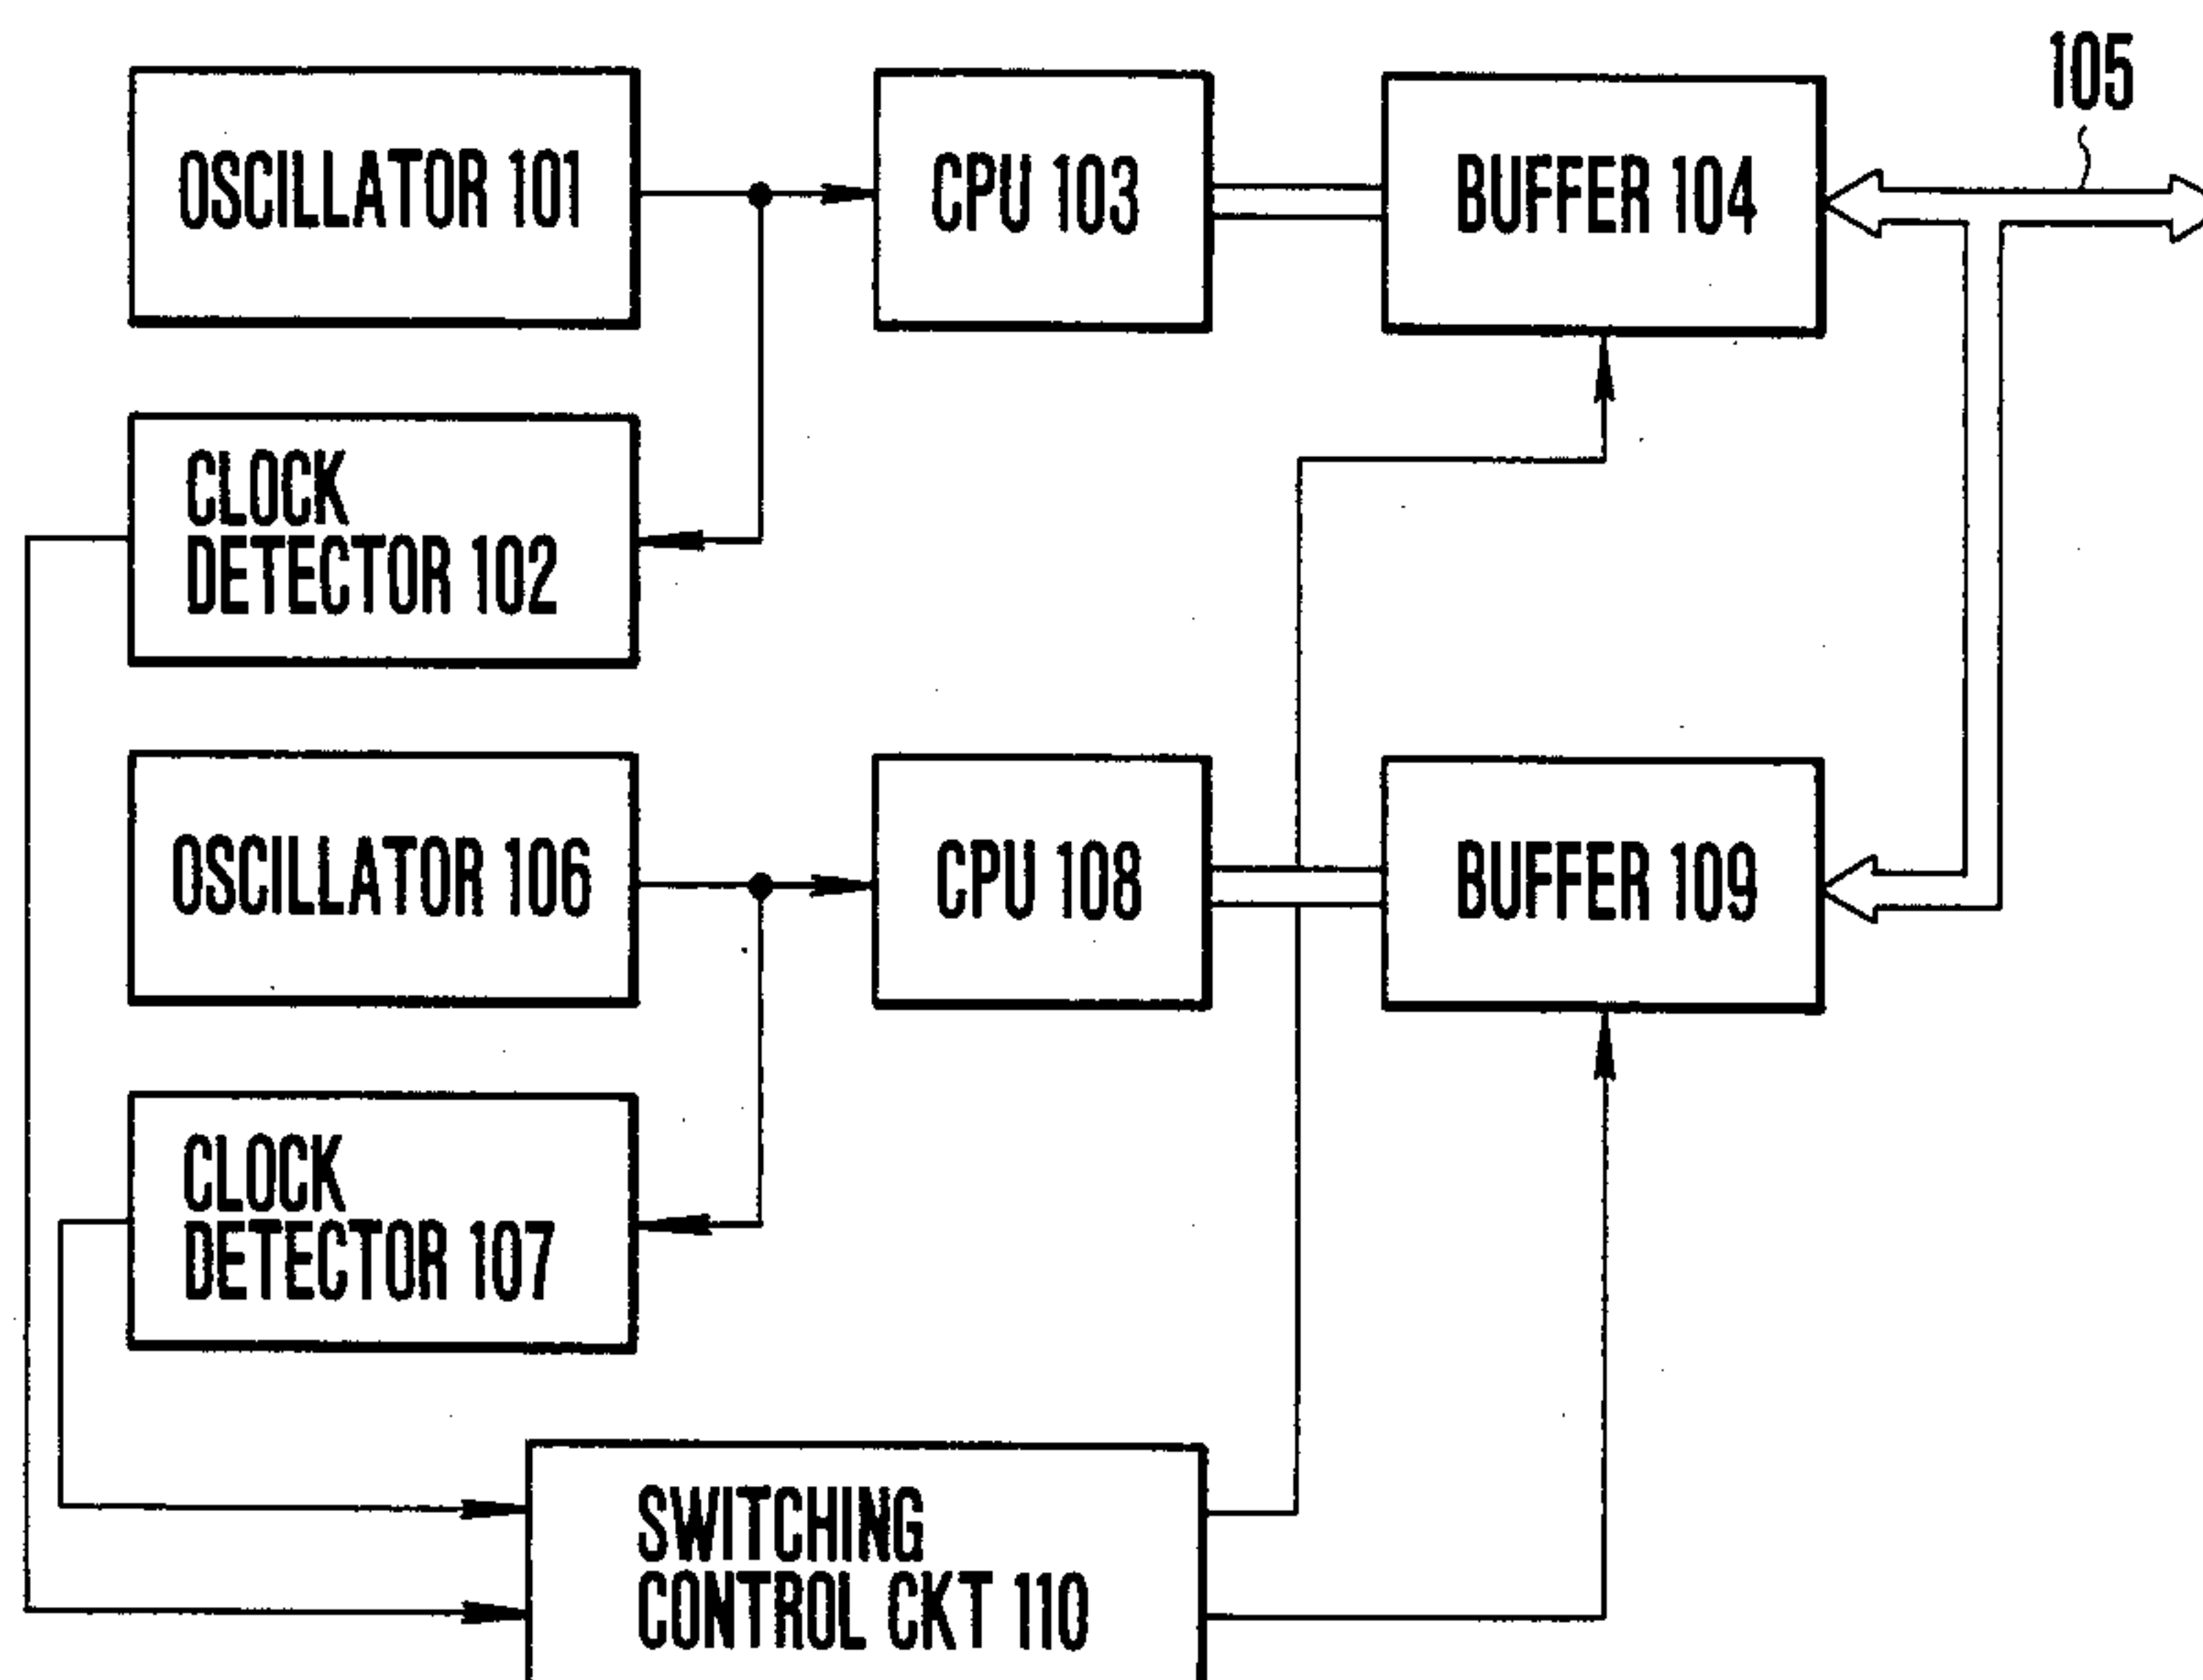 105
OSCILLATOR 101
CPU 103
BUFFER 104
CLOCK
DETECTOR 102
OSCILLATOR 106
CPU 108
BUFFER 109
CLOCK
DETECTOR 107
SWITCHING
CONTROL CKT 110